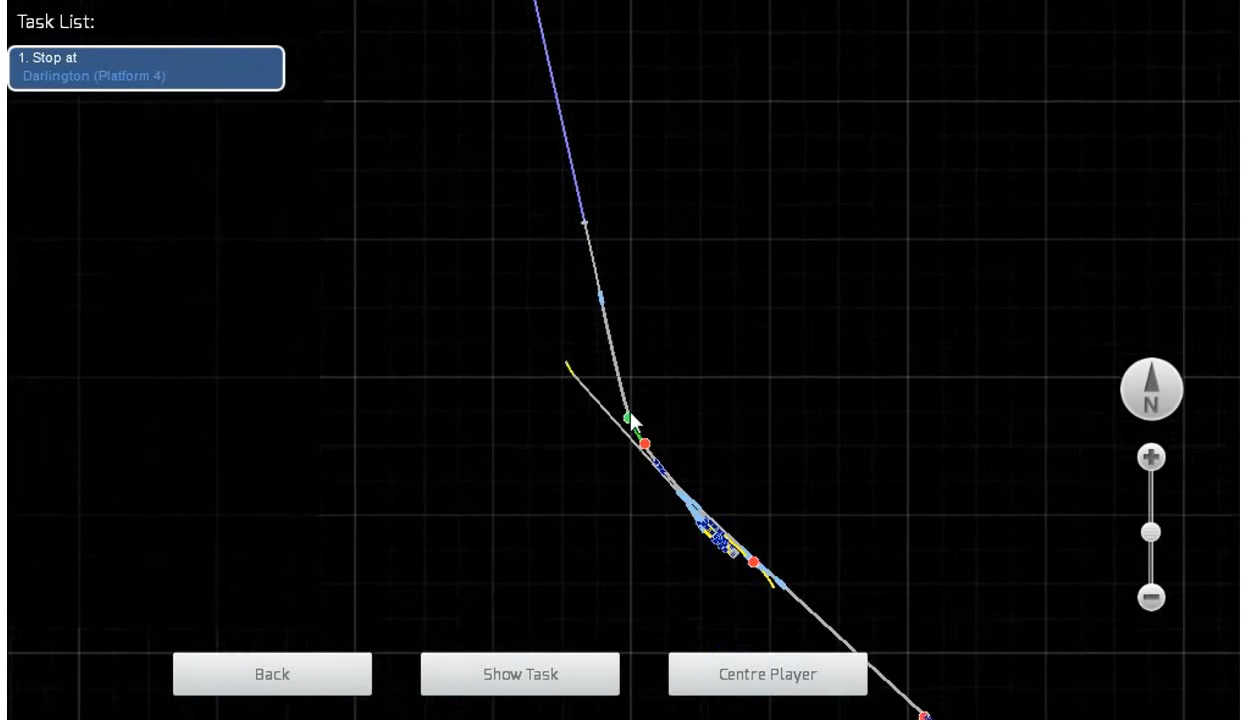 Task List:
1. Stop at
Darlington (Platform 4)
N
Back
Show Task
Centre Player